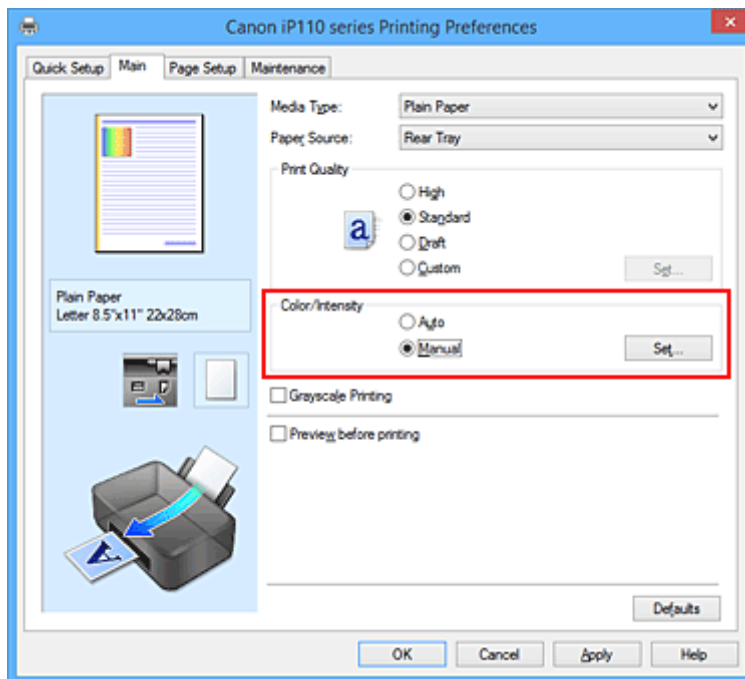 Canon iP110 series Printing Preferences
Quick Setup Main Page Setup Maintenance
Media Type: Plain Paper
Paper Source: Rear Tray
Print Quality
High
a Standard
Draft
Custom Set...
Plain Paper
Letter 8.5"x11" 22x28cm
Color/Intensity
Auto
Manual Set...
Grayscale Printing
Preview before printing
A
Defaults
OK Cancel Apply Help